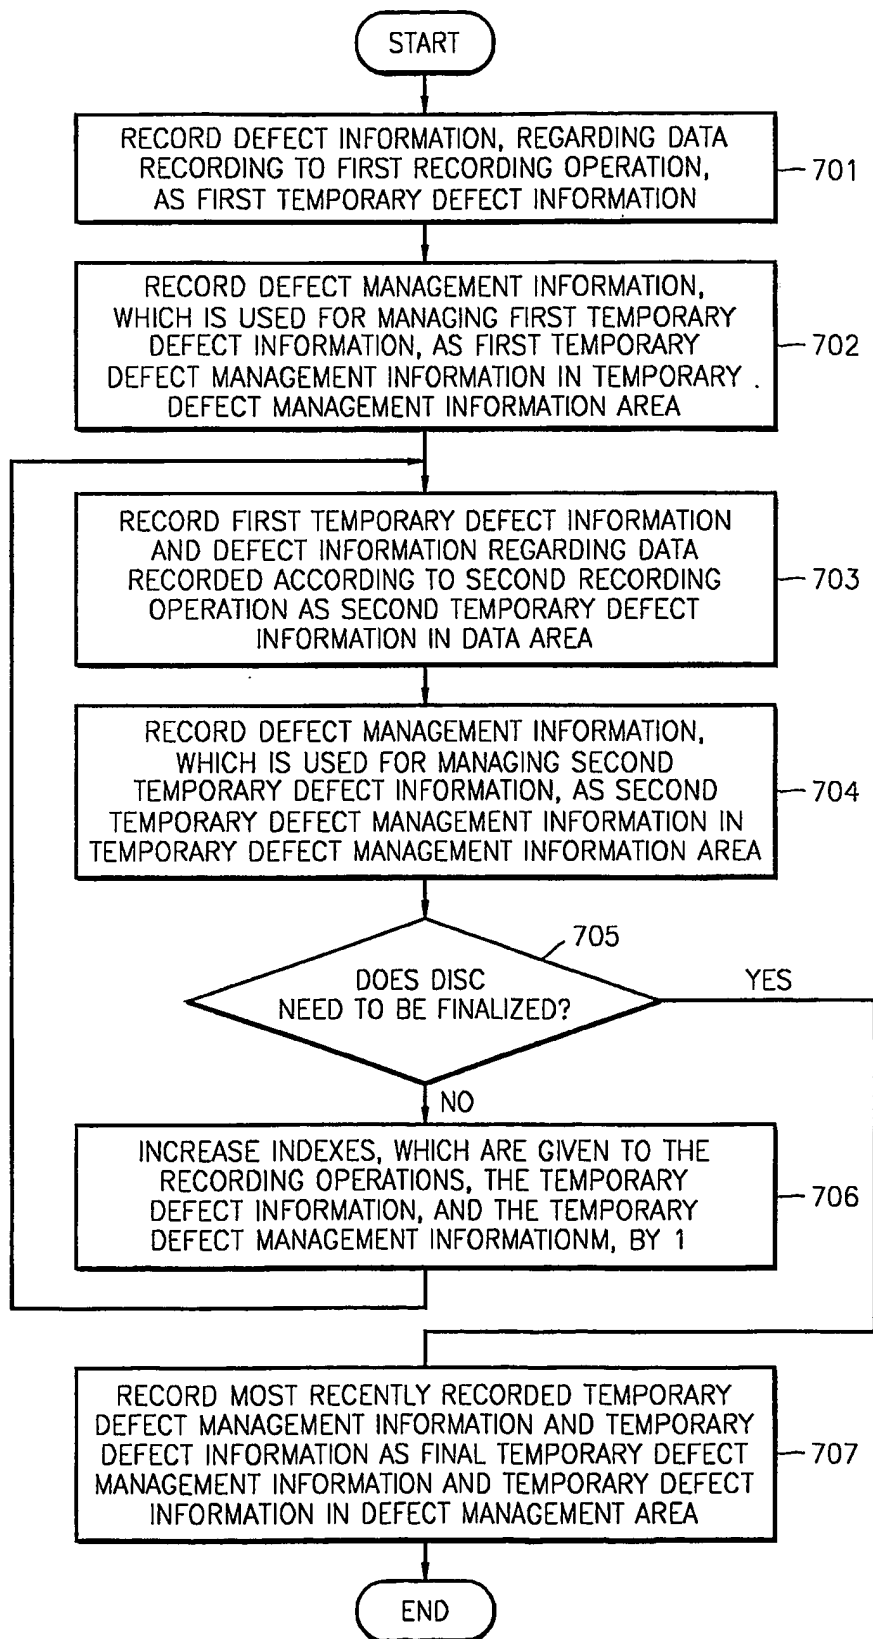 START
RECORD DEFECT INFORMATION, REGARDING DATA
RECORDING TO FIRST RECORDING OPERATION,
AS FIRST TEMPORARY DEFECT INFORMATION
701
RECORD DEFECT MANAGEMENT INFORMATION,
WHICH IS USED FOR MANAGING FIRST TEMPORARY
DEFECT INFORMATION, AS FIRST TEMPORARY
DEFECT MANAGEMENT INFORMATION IN TEMPORARY
DEFECT MANAGEMENT INFORMATION AREA
702
RECORD FIRST TEMPORARY DEFECT INFORMATION
AND DEFECT INFORMATION REGARDING DATA
RECORDED ACCORDING TO SECOND RECORDING
OPERATION AS SECOND TEMPORARY DEFECT
INFORMATION IN DATA AREA
703
RECORD DEFECT MANAGEMENT INFORMATION,
WHICH IS USED FOR MANAGING SECOND
TEMPORARY DEFECT INFORMATION, AS SECOND
TEMPORARY DEFECT MANAGEMENT INFORMATION IN
TEMPORARY DEFECT MANAGEMENT INFORMATION AREA
704
705
DOES DISC
NEED TO BE FINALIZED?
YES
NO
INCREASE INDEXES, WHICH ARE GIVEN TO THE
RECORDING OPERATIONS, THE TEMPORARY
DEFECT INFORMATION, AND THE TEMPORARY
DEFECT MANAGEMENT INFORMATIONM, BY 1
706
RECORD MOST RECENTLY RECORDED TEMPORARY
DEFECT MANAGEMENT INFORMATION AND TEMPORARY
DEFECT INFORMATION AS FINAL TEMPORARY DEFECT
MANAGEMENT INFORMATION AND TEMPORARY DEFECT
INFORMATION IN DEFECT MANAGEMENT AREA
707
END